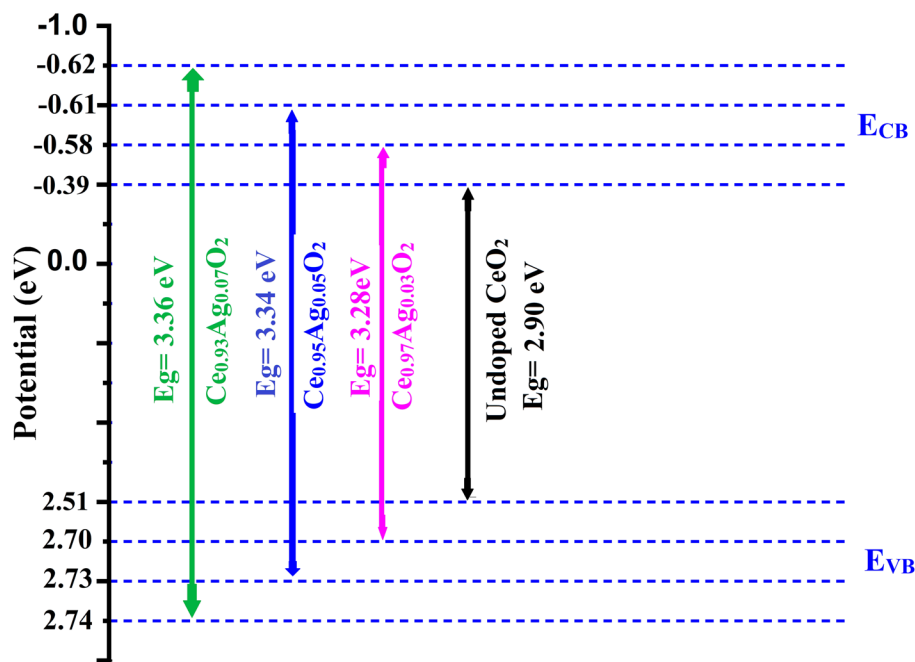 -1.0
-0.62
-0.61
-0.58
-0.39
0.0
2.51
2.70
2.73
2.74
Potential (eV)
Eg= 3.36 eV
Ce0.93Ag0.07O2
Eg= 3.34 eV
Ce0.95Ag0.05O2
Eg= 3.28eV
Ce0.97Ag0.03O2
Undoped CeO2
Eg= 2.90 eV
ECB
EVB